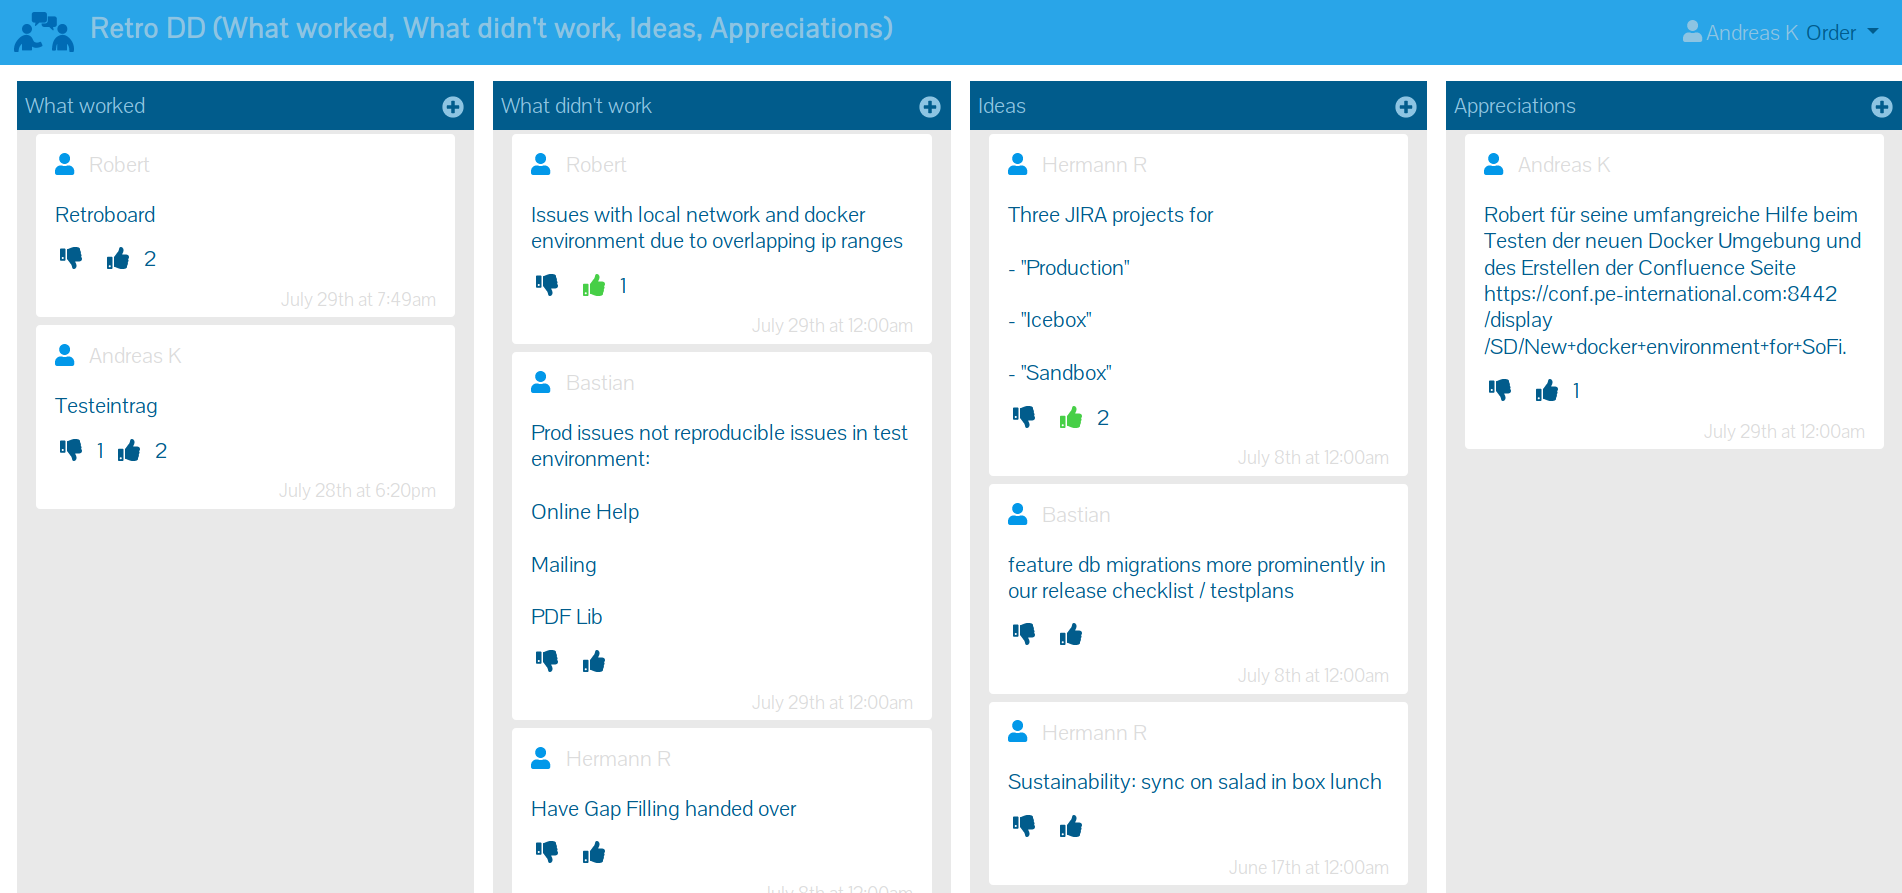 Retro DD (What worked, What didn't work, Ideas, Appreciations)
Andreas K Order
What worked
Robert
Retroboard
2
July 29th at 7:49am
Andreas K
Testeintrag
1 2
July 28th at 6:20pm
What didn't work
Robert
Issues with local network and docker
environment due to overlapping ip ranges
1
July 29th at 12:00am
Bastian
Prod issues not reproducible issues in test
environment:
Online Help
Mailing
PDF Lib
July 29th at 12:00am
Hermann R
Have Gap Filling handed over
July 8th at 12:00am
Ideas
Hermann R
Three JIRA projects for
- "Production"
- "Icebox"
- "Sandbox"
2
July 8th at 12:00am
Bastian
feature db migrations more prominently in
our release checklist / testplans
July 8th at 12:00am
Hermann R
Sustainability: sync on salad in box lunch
June 17th at 12:00am
Appreciations
Andreas K
Robert für seine umfangreiche Hilfe beim
Testen der neuen Docker Umgebung und
des Erstellen der Confluence Seite
https://conf.pe-international.com:8442
/display
/SD/New+docker+environment+for+SoFi.
1
July 29th at 12:00am